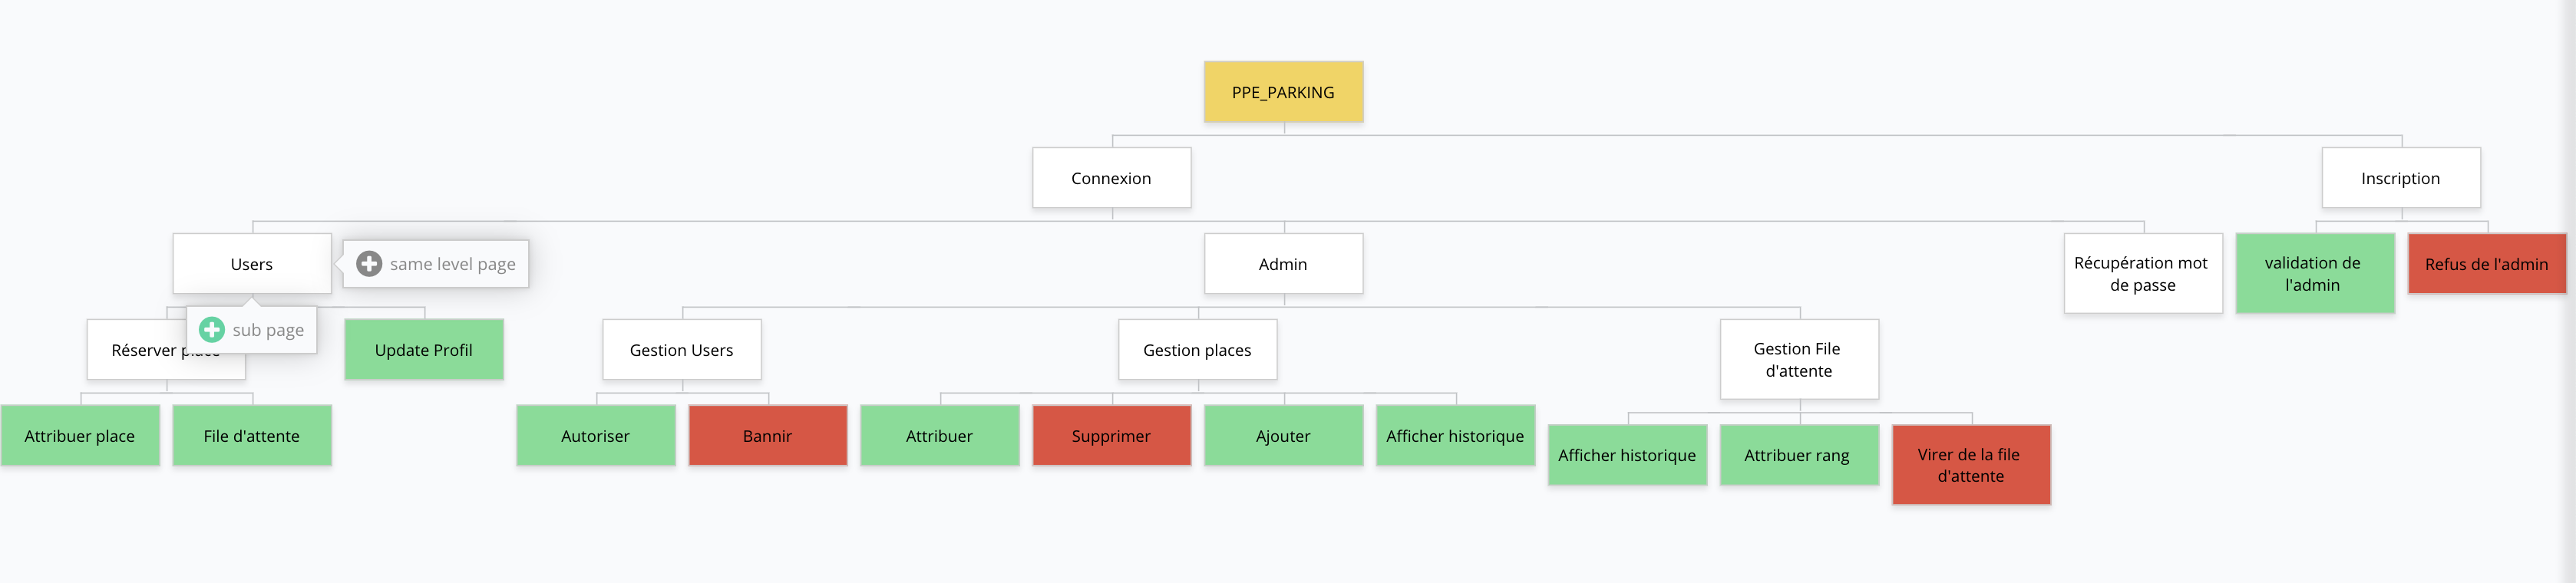 PPE_PARKING
Connexion
Inscription
Users
same level page
Admin
Récupération mot
de passe
validation de
l'admin
Refus de l'admin
sub page
Réserver place
Update Profil
Gestion Users
Gestion places
Gestion File
d'attente
Attribuer place
File d'attente
Autoriser
Bannir
Attribuer
Supprimer
Ajouter
Afficher historique
Afficher historique
Attribuer rang
Virer de la file
d'attente